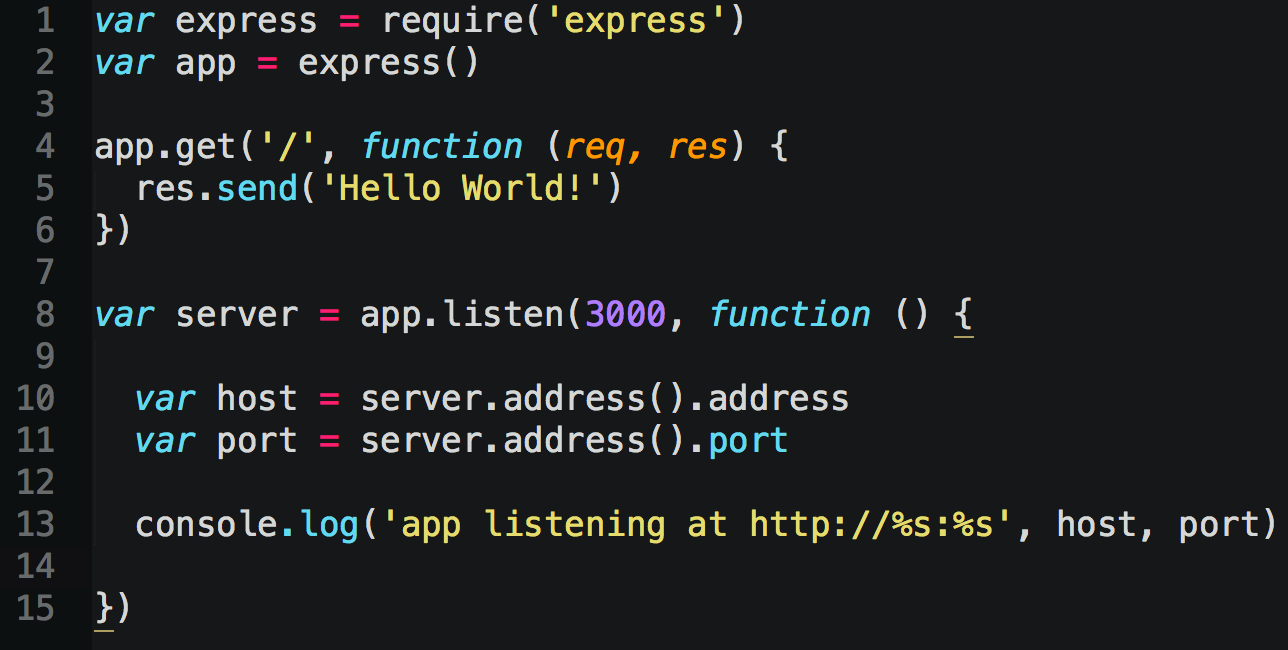 1 var express = require('express')
2 var app = express()
3
4 app.get('/', function (req, res) {
5   res.send('Hello World!')
6 })
7
8 var server = app.listen(3000, function () {
9
10   var host = server.address().address
11   var port = server.address().port
12
13   console.log('app listening at http://%s:%s', host, port)
14
15 })